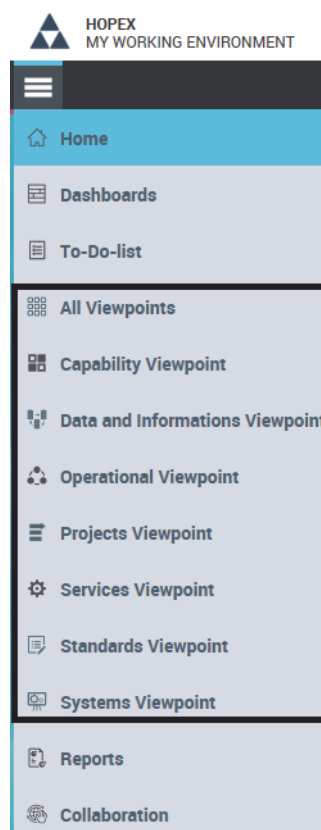 HOPEX
MY WORKING ENVIRONMENT
Home
Dashboards
To-Do-list
All Viewpoints
Capability Viewpoint
Data and Informations Viewpoint
Operational Viewpoint
Projects Viewpoint
Services Viewpoint
Standards Viewpoint
Systems Viewpoint
Reports
Collaboration